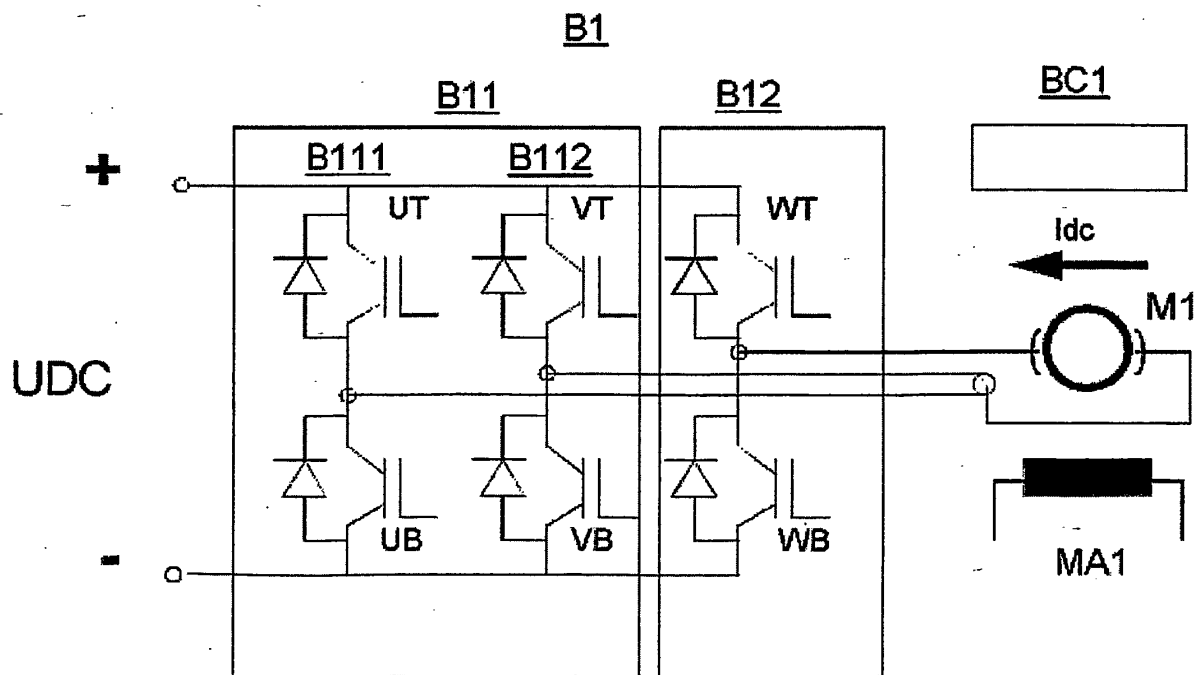 B1
B11
B12
BC1
+
B111
B112
UT
VT
WT
Idc
M1
UDC
UB
VB
WB
-
MA1